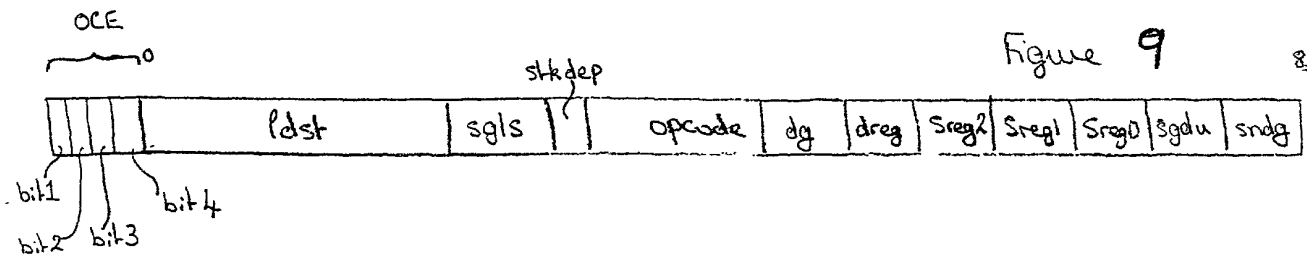 OCE
Figure 9
0
stkdep
ldst sgls opcode dg dreg Sreg2 Sreg1 Sreg0 sgdu sndg
bit1 bit4
bit2 bit3